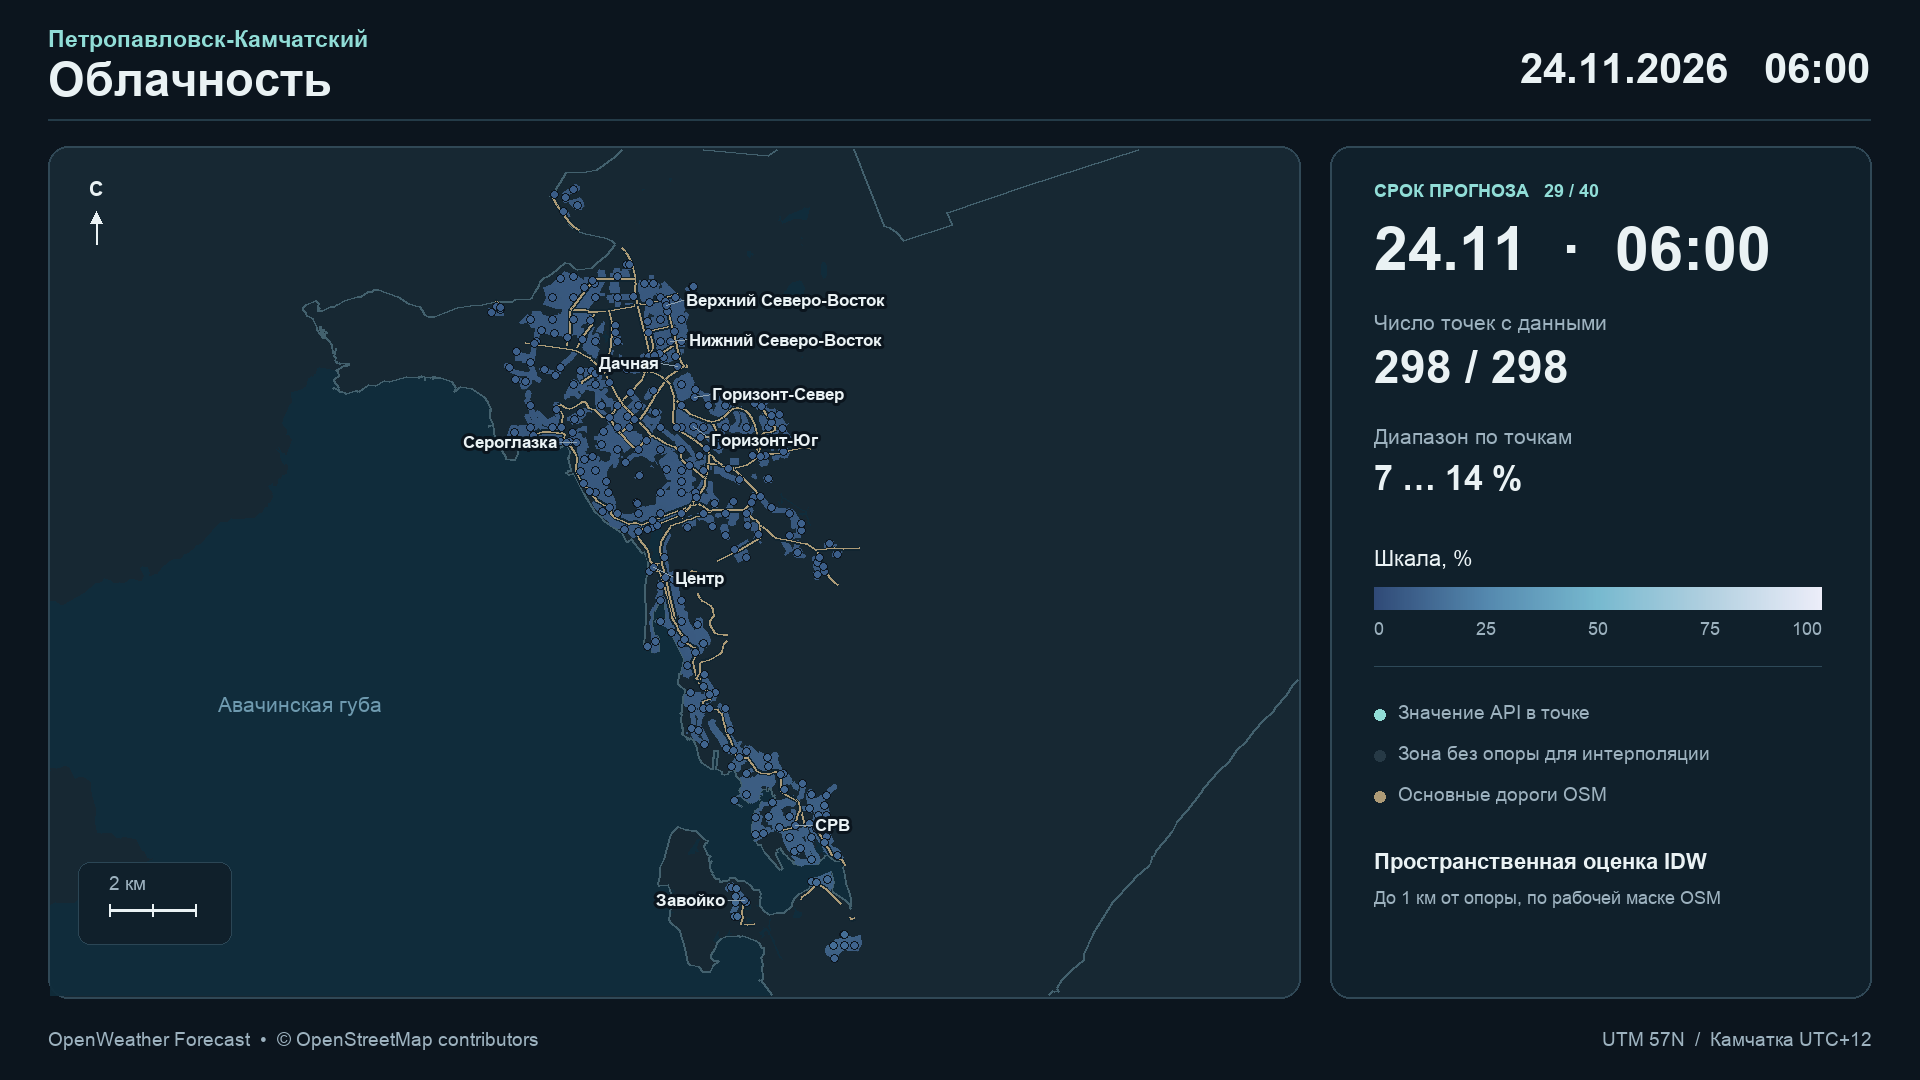 Петропавловск-Камчатский
Облачность
24.11.2026 06:00
С
Верхний Северо-Восток
Нижний Северо-Восток
Дачная
Горизонт-Север
Горизонт-Юг
Сероглазка
Центр
Авачинская губа
СРВ
Завойко
2 км
СРОК ПРОГНОЗА 29 / 40
24.11 · 06:00
Число точек с данными
298 / 298
Диапазон по точкам
7 … 14 %
Шкала, %
0 25 50 75 100
Значение API в точке
Зона без опоры для интерполяции
Основные дороги OSM
Пространственная оценка IDW
До 1 км от опоры, по рабочей маске OSM
OpenWeather Forecast • © OpenStreetMap contributors
UTM 57N / Камчатка UTC+12